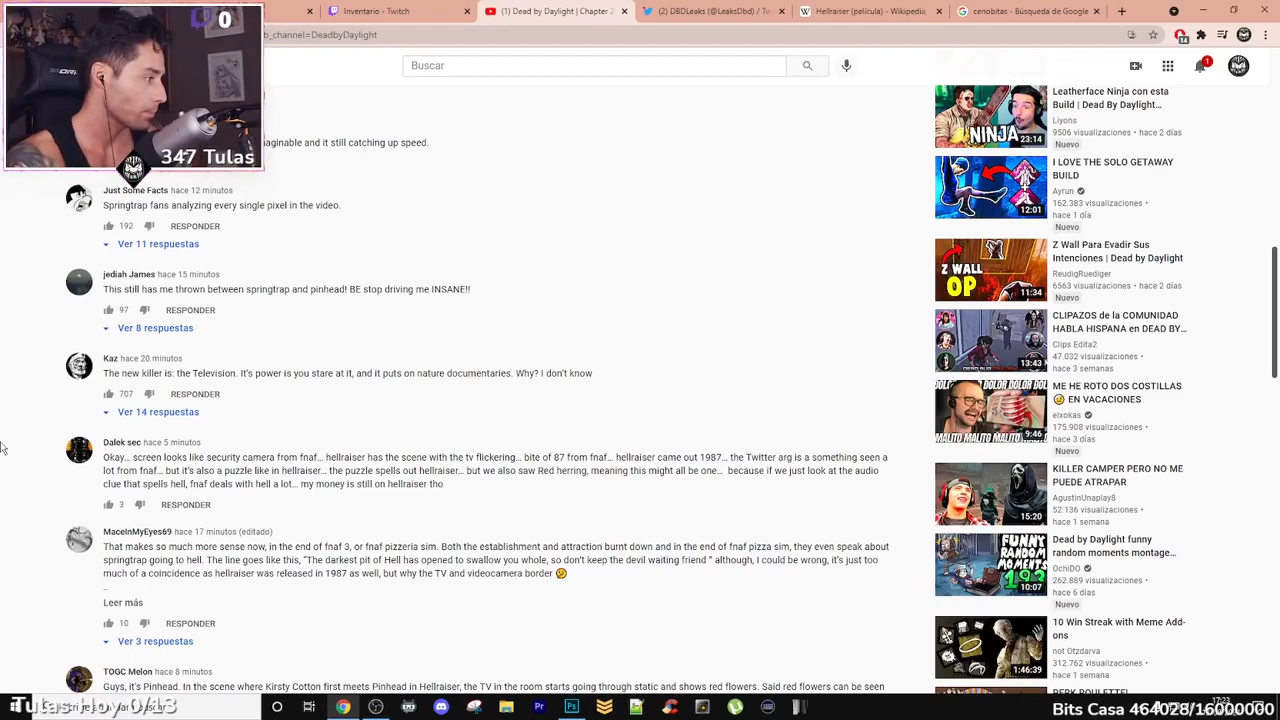 - Twitch
(1) Dead by Daylight | Chapter 2
DBDLeaks
b_channel=DeadbyDaylight
14
0
Buscar
1
347 Tulas
aginable and it still catching up speed.
Just Some Facts hace 12 minutos
Springtrap fans analyzing every single pixel in the video.
192 RESPONDER
Ver 11 respuestas
jediah James hace 15 minutos
This still has me thrown between springtrap and pinhead! BE stop driving me INSANE!!
97 RESPONDER
Ver 8 respuestas
Kaz hace 20 minutos
The new killer is: the Television. It's power is you stare at it, and it puts on nature documentaries. Why? I don't know
707 RESPONDER
Ver 14 respuestas
Dalek sec hace 5 minutos
Okay... screen looks like security camera from fnaf... hellraiser has the scene with the tv flickering... bite of 87 from fnaf... hellraiser came out 1987... the Twitter arg is a something seen a
lot from fnaf... but it's also a puzzle like in hellraiser... the puzzle spells out hellraiser... but we also saw Red herring, meaning this might all be one... because if we just look at the audio
clue that spells hell, fnaf deals with hell a lot... my money is still on hellraiser tho
3 RESPONDER
MaceInMyEyes69 hace 17 minutos (editado)
That makes so much more sense now, in the end of fnaf 3, or fnaf pizzeria sim. Both the establishment and attraction burnt down and in the end of fnaf pizza sim, they even speak about
springtrap going to hell. The line goes like this, "The darkest pit of Hell has opened to swallow you whole, so don't keep the devil waiting friend " although, I could be wrong, it's just too
much of a coincidence as hellraiser was released in 1987 as well, but why the TV and videocamera border
Leer más
10 RESPONDER
Ver 3 respuestas
TOGC Melon hace 8 minutos
Guys, it's Pinhead. In the scene where Kirsty Cotton first meets Pinhead in Hellraiser, the TV in the room starts going through static and shows red flowers. Said red flowers
Leatherface Ninja con esta
Build | Dead By Daylight...
Liyons
9506 visualizaciones • hace 2 días
Nuevo
NINJA
23:14
I LOVE THE SOLO GETAWAY
BUILD
Ayrun
162.383 visualizaciones •
hace 1 día
Nuevo
12:01
Z Wall Para Evadir Sus
Intenciones | Dead by Daylight
ReudigRuediger
6563 visualizaciones • hace 2 días
Nuevo
Z WALL
OP
11:34
CLIPAZOS de la COMUNIDAD
HABLA HISPANA en DEAD BY...
Clips Edita2
47.032 visualizaciones •
hace 3 semanas
13:43
ME HE ROTO DOS COSTILLAS
EN VACACIONES
elxokas
175.908 visualizaciones •
hace 3 días
Nuevo
9:46
KILLER CAMPER PERO NO ME
PUEDE ATRAPAR
AgustinUnaplay8
52.136 visualizaciones •
hace 1 semana
15:20
Dead by Daylight funny
random moments montage...
OchiDO
262.889 visualizaciones •
hace 6 días
Nuevo
FUNNY
RANDOM
MOMENTS
10:07
10 Win Streak with Meme Add-
ons
not Otzdarva
312.762 visualizaciones •
hace 1 semana
1:46:39
Tulas Hoy 0/13
Bits Casa 464028/1600000